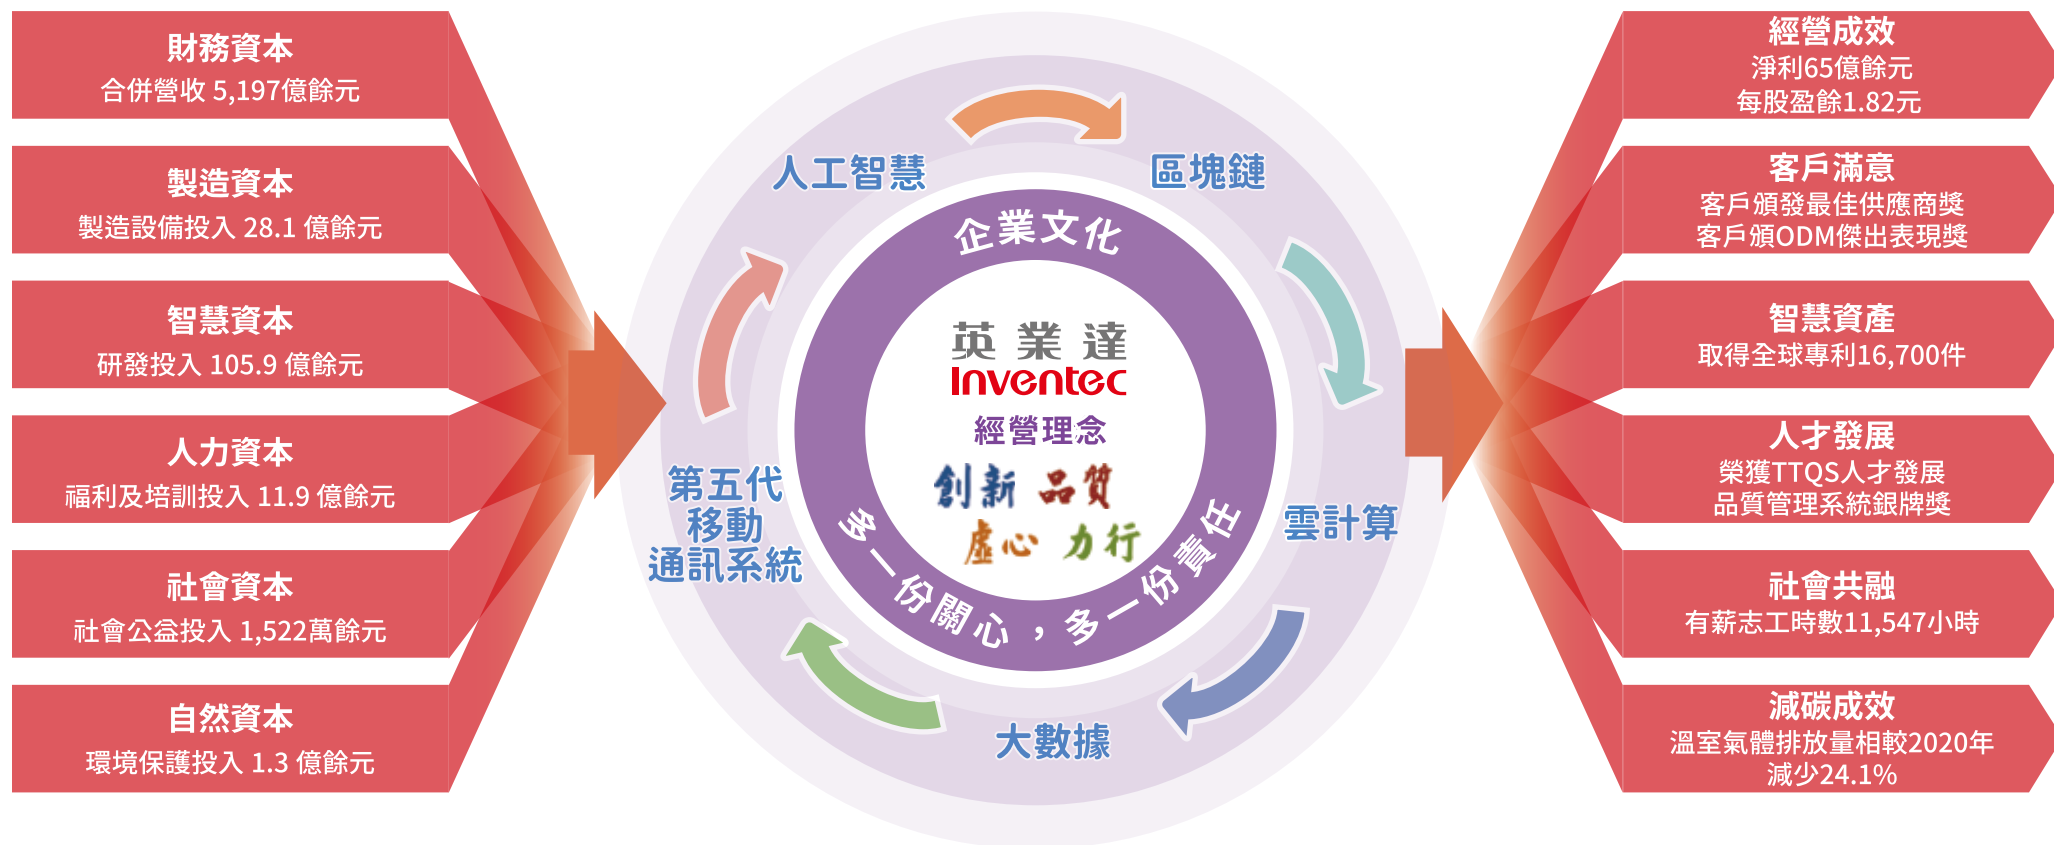 財務資本
合併營收 5,197億餘元
製造資本
製造設備投入 28.1 億餘元
智慧資本
研發投入 105.9 億餘元
人力資本
福利及培訓投入 11.9 億餘元
社會資本
社會公益投入 1,522萬餘元
自然資本
環境保護投入 1.3 億餘元
人工智慧
區塊鏈
雲計算
大數據
第五代
移動
通訊系統
企業文化
英業達
Inventec
經營理念
創新 品質
虛心 力行
多一份關心，多一份責任
經營成效
淨利65億餘元
每股盈餘1.82元
客戶滿意
客戶頒發最佳供應商獎
客戶頒ODM傑出表現獎
智慧資產
取得全球專利16,700件
人才發展
榮獲TTQS人才發展
品質管理系統銀牌獎
社會共融
有薪志工時數11,547小時
減碳成效
溫室氣體排放量相較2020年
減少24.1%